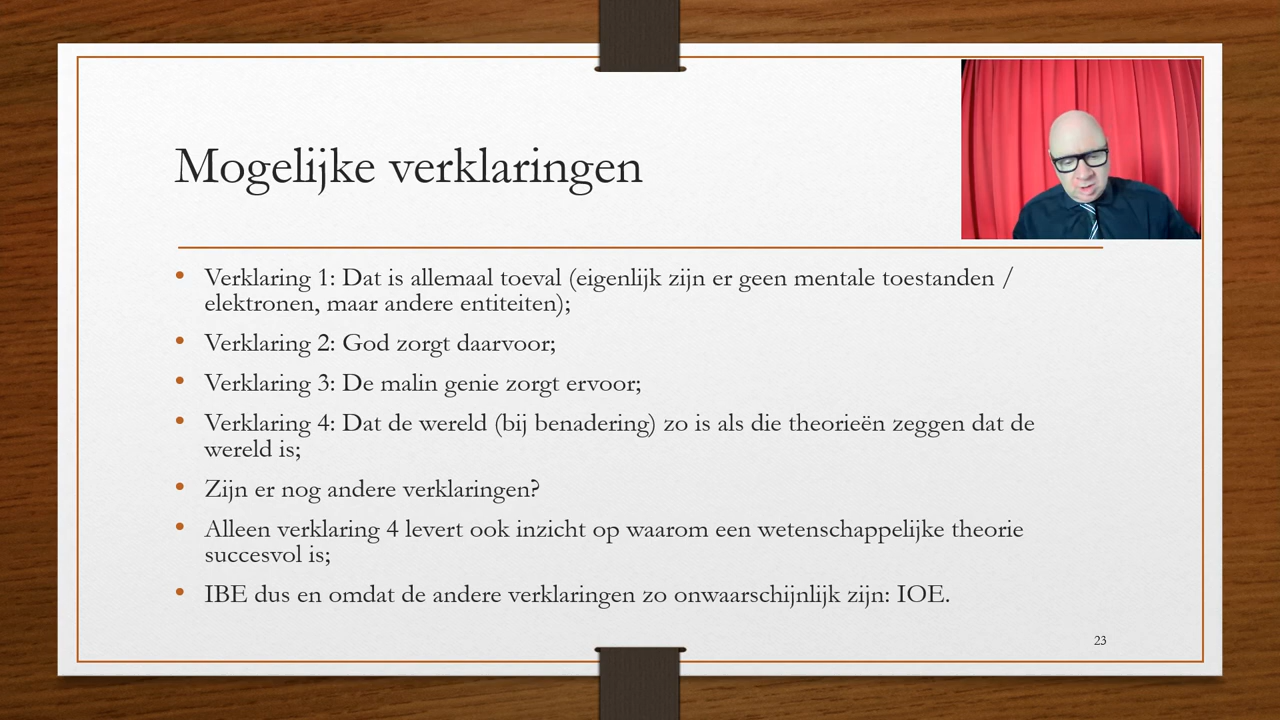 Mogelijke verklaringen
• Verklaring 1: Dat is allemaal toeval (eigenlijk zijn er geen mentale toestanden /
elektronen, maar andere entiteiten);
• Verklaring 2: God zorgt daarvoor;
• Verklaring 3: De malin genie zorgt ervoor;
• Verklaring 4: Dat de wereld (bij benadering) zo is als die theorieën zeggen dat de
wereld is;
• Zijn er nog andere verklaringen?
• Alleen verklaring 4 levert ook inzicht op waarom een wetenschappelijke theorie
succesvol is;
• IBE dus en omdat de andere verklaringen zo onwaarschijnlijk zijn: IOE.
23